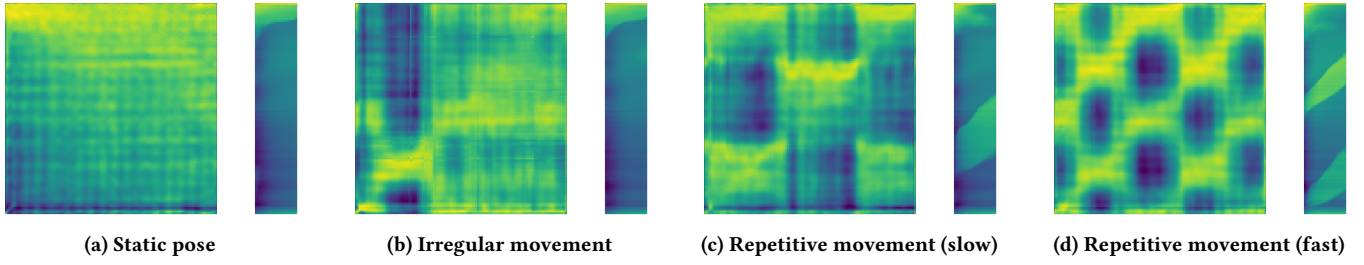 (a) Static pose
(b) Irregular movement
(c) Repetitive movement (slow)
(d) Repetitive movement (fast)